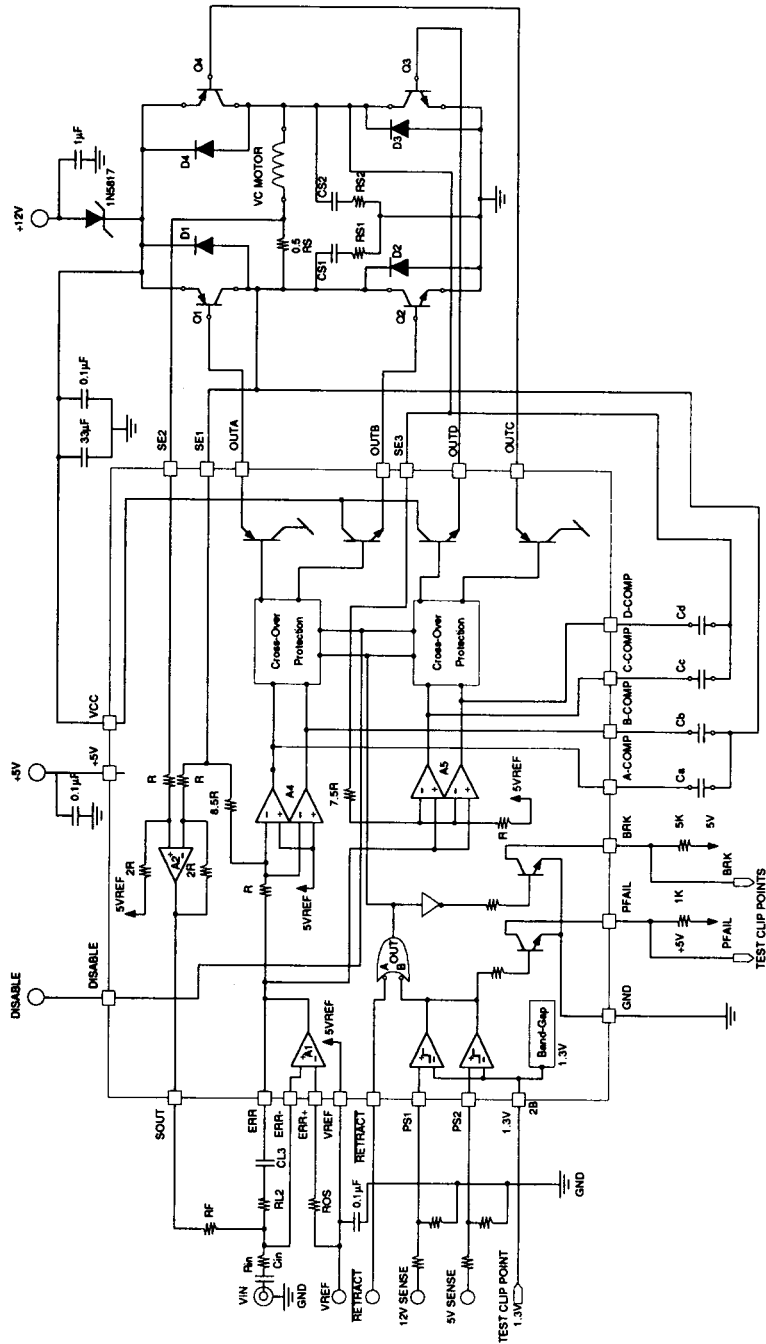 +12V
1µF
1N5817
Q4
D4
VC MOTOR
CS2
RS2
D3
Q3
D1
0.5
RS
CS1
RS1
D2
Q1
Q2
33µF
0.1µF
SE2
SE1
OUTA
OUTB
SE3
OUTD
OUTC
+5V
0.1µF
+5V
VCC
5VREF
2R
A2
2R
R
R
8.5R
R
A4
5VREF
Cross-Over
Protection
Cross-Over
Protection
7.5R
A5
R
5VREF
DISABLE
DISABLE
SOUT
ERR
ERR-
ERR+
VREF
RETRACT
PS1
PS2
1.3V
2B
A1
5VREF
A
OUT
B
Band-Gap
1.3V
GND
PFAIL
BRK
A-COMP
B-COMP
C-COMP
D-COMP
Ca
Cb
Cc
Cd
1K
+5V
PFAIL
5K
5V
BRK
TEST CLIP POINTS
RF
RL2
CL3
Rin
Cin
VIN
GND
ROS
VREF
0.1µF
RETRACT
12V SENSE
5V SENSE
GND
TEST CLIP POINT
1.3V